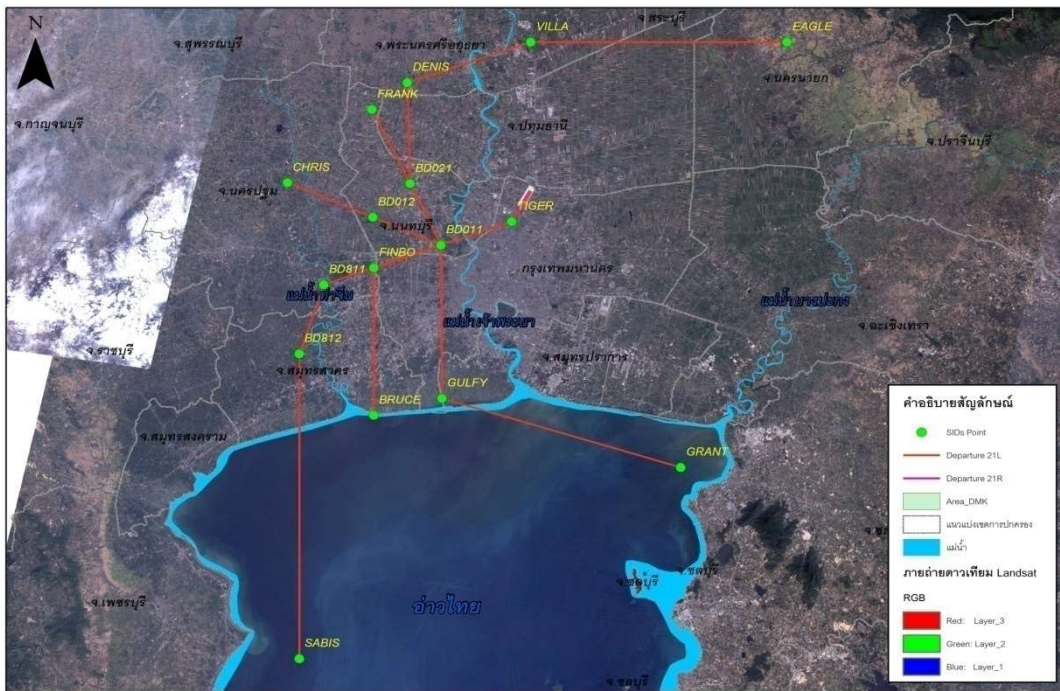 N
VILLA
EAGLE
จ.สระบุรี
จ.สุพรรณบุรี
จ.พระนครศรีอยุธยา
DENIS
จ.นครนายก
FRANK
จ.กาญจนบุรี
จ.ปทุมธานี
จ.ปราจีนบุรี
CHRIS
BD021
จ.นครปฐม
BD012
TIGER
จ.นนทบุรี
BD011
FINBO
กรุงเทพมหานคร
BD811
แม่น้ำท่าจีน
แม่น้ำบางปะกง
แม่น้ำเจ้าพระยา
จ.ฉะเชิงเทรา
BD812
จ.ราชบุรี
จ.สมุทรปราการ
จ.สมุทรสาคร
GULFY
BRUCE
จ.สมุทรสงคราม
GRANT
จ.ชลบุรี
จ.ชลบุรี
จ.เพชรบุรี
อ่าวไทย
SABIS
จ.ชลบุรี
คำอธิบายสัญลักษณ์
SIDs Point
Departure 21L
Departure 21R
Area_DMK
แนวแบ่งเขตการปกครอง
แม่น้ำ
ภาพถ่ายดาวเทียม Landsat
RGB
Red: Layer_3
Green: Layer_2
Blue: Layer_1